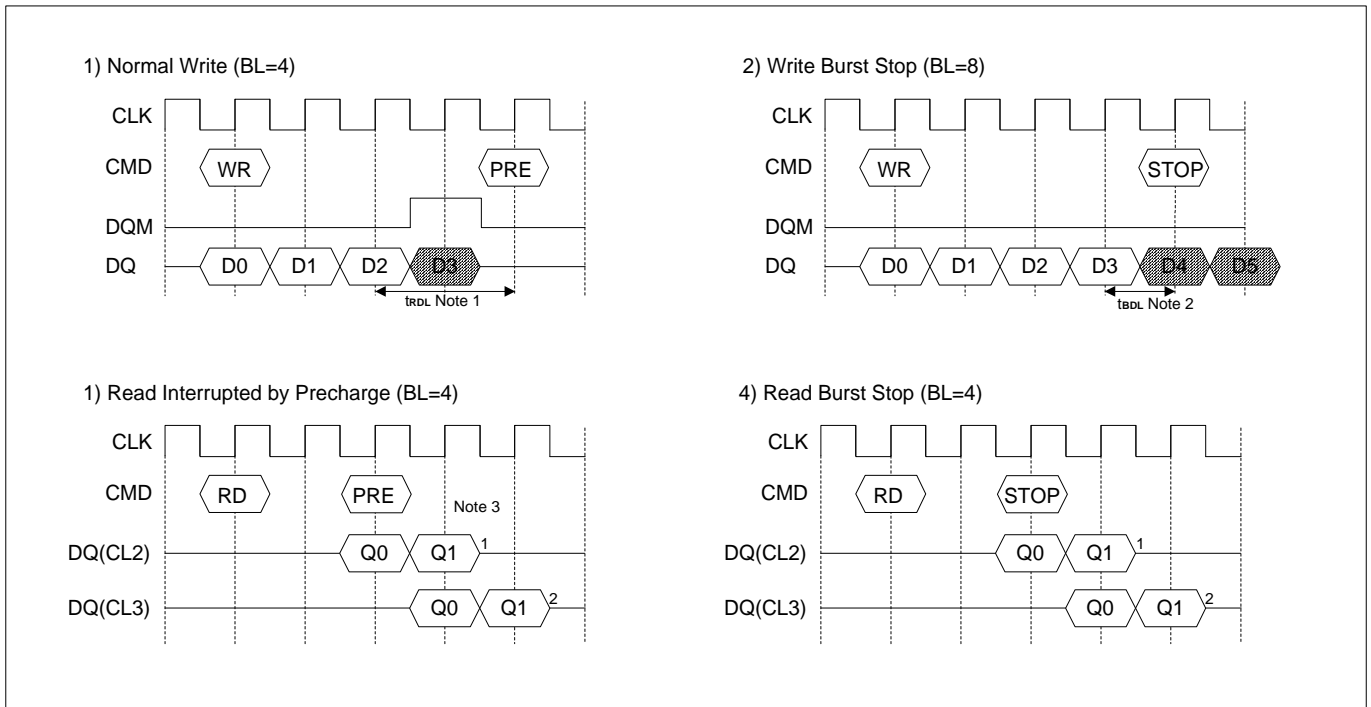 1) Normal Write (BL=4)
CLK
CMD WR PRE
DQM
DQ D0 D1 D2 D3
tRDL Note 1
2) Write Burst Stop (BL=8)
CLK
CMD WR STOP
DQM
DQ D0 D1 D2 D3 D4 D5
tBDL Note 2
1) Read Interrupted by Precharge (BL=4)
CLK
CMD RD PRE
Note 3
DQ(CL2) Q0 Q1 1
DQ(CL3) Q0 Q1 2
4) Read Burst Stop (BL=4)
CLK
CMD RD STOP
DQ(CL2) Q0 Q1 1
DQ(CL3) Q0 Q1 2